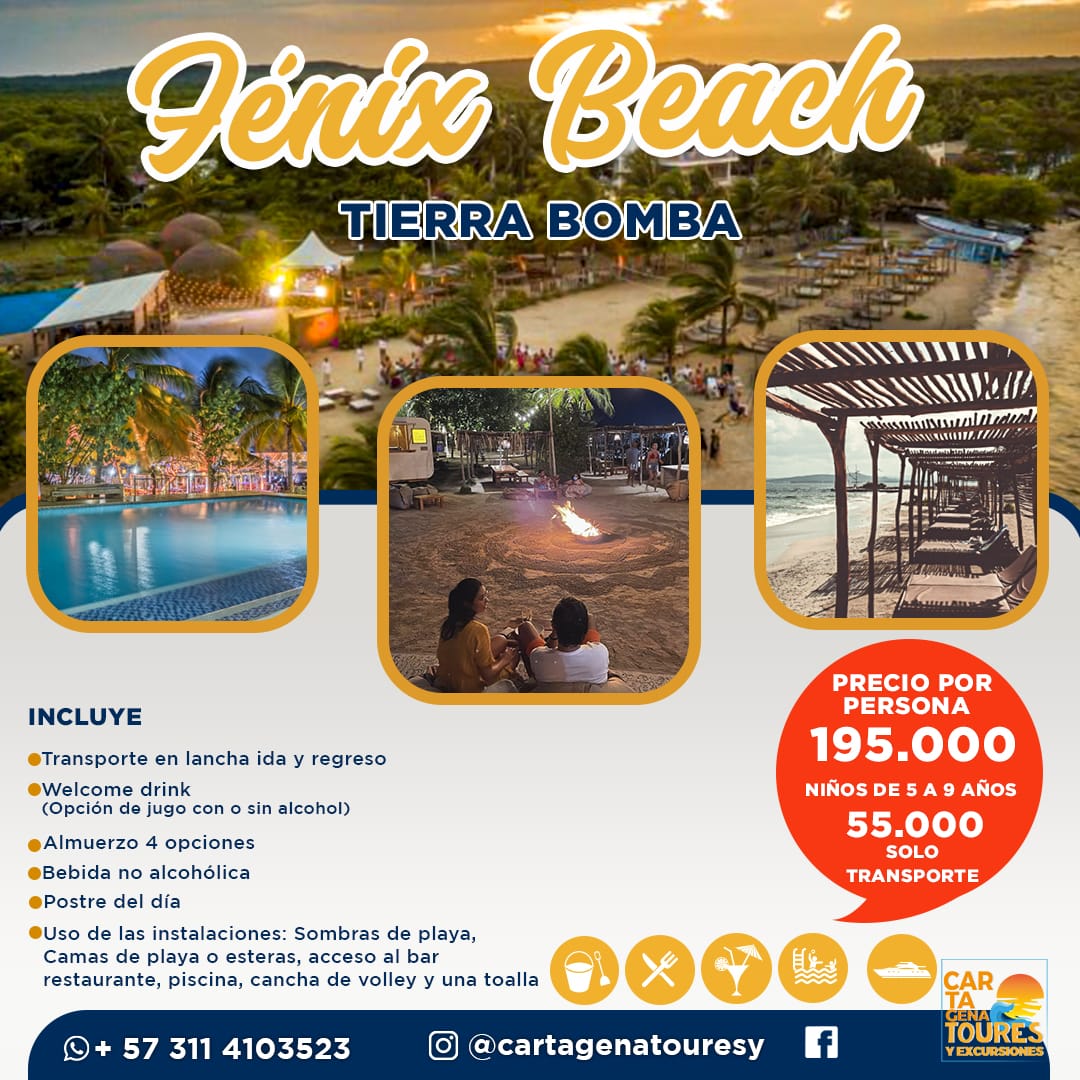 Fénix Beach
TIERRA BOMBA
INCLUYE
Transporte en lancha ida y regreso
Welcome drink
(Opción de jugo con o sin alcohol)
Almuerzo 4 opciones
Bebida no alcohólica
Postre del día
Uso de las instalaciones: Sombras de playa,
Camas de playa o esteras, acceso al bar
restaurante, piscina, cancha de volley y una toalla
PRECIO POR
PERSONA
195.000
NIÑOS DE 5 A 9 AÑOS
55.000
SOLO
TRANSPORTE
+ 57 311 4103523
@cartagenatouresy
CAR
TA
GENA
TOURES
Y EXCURSIONES